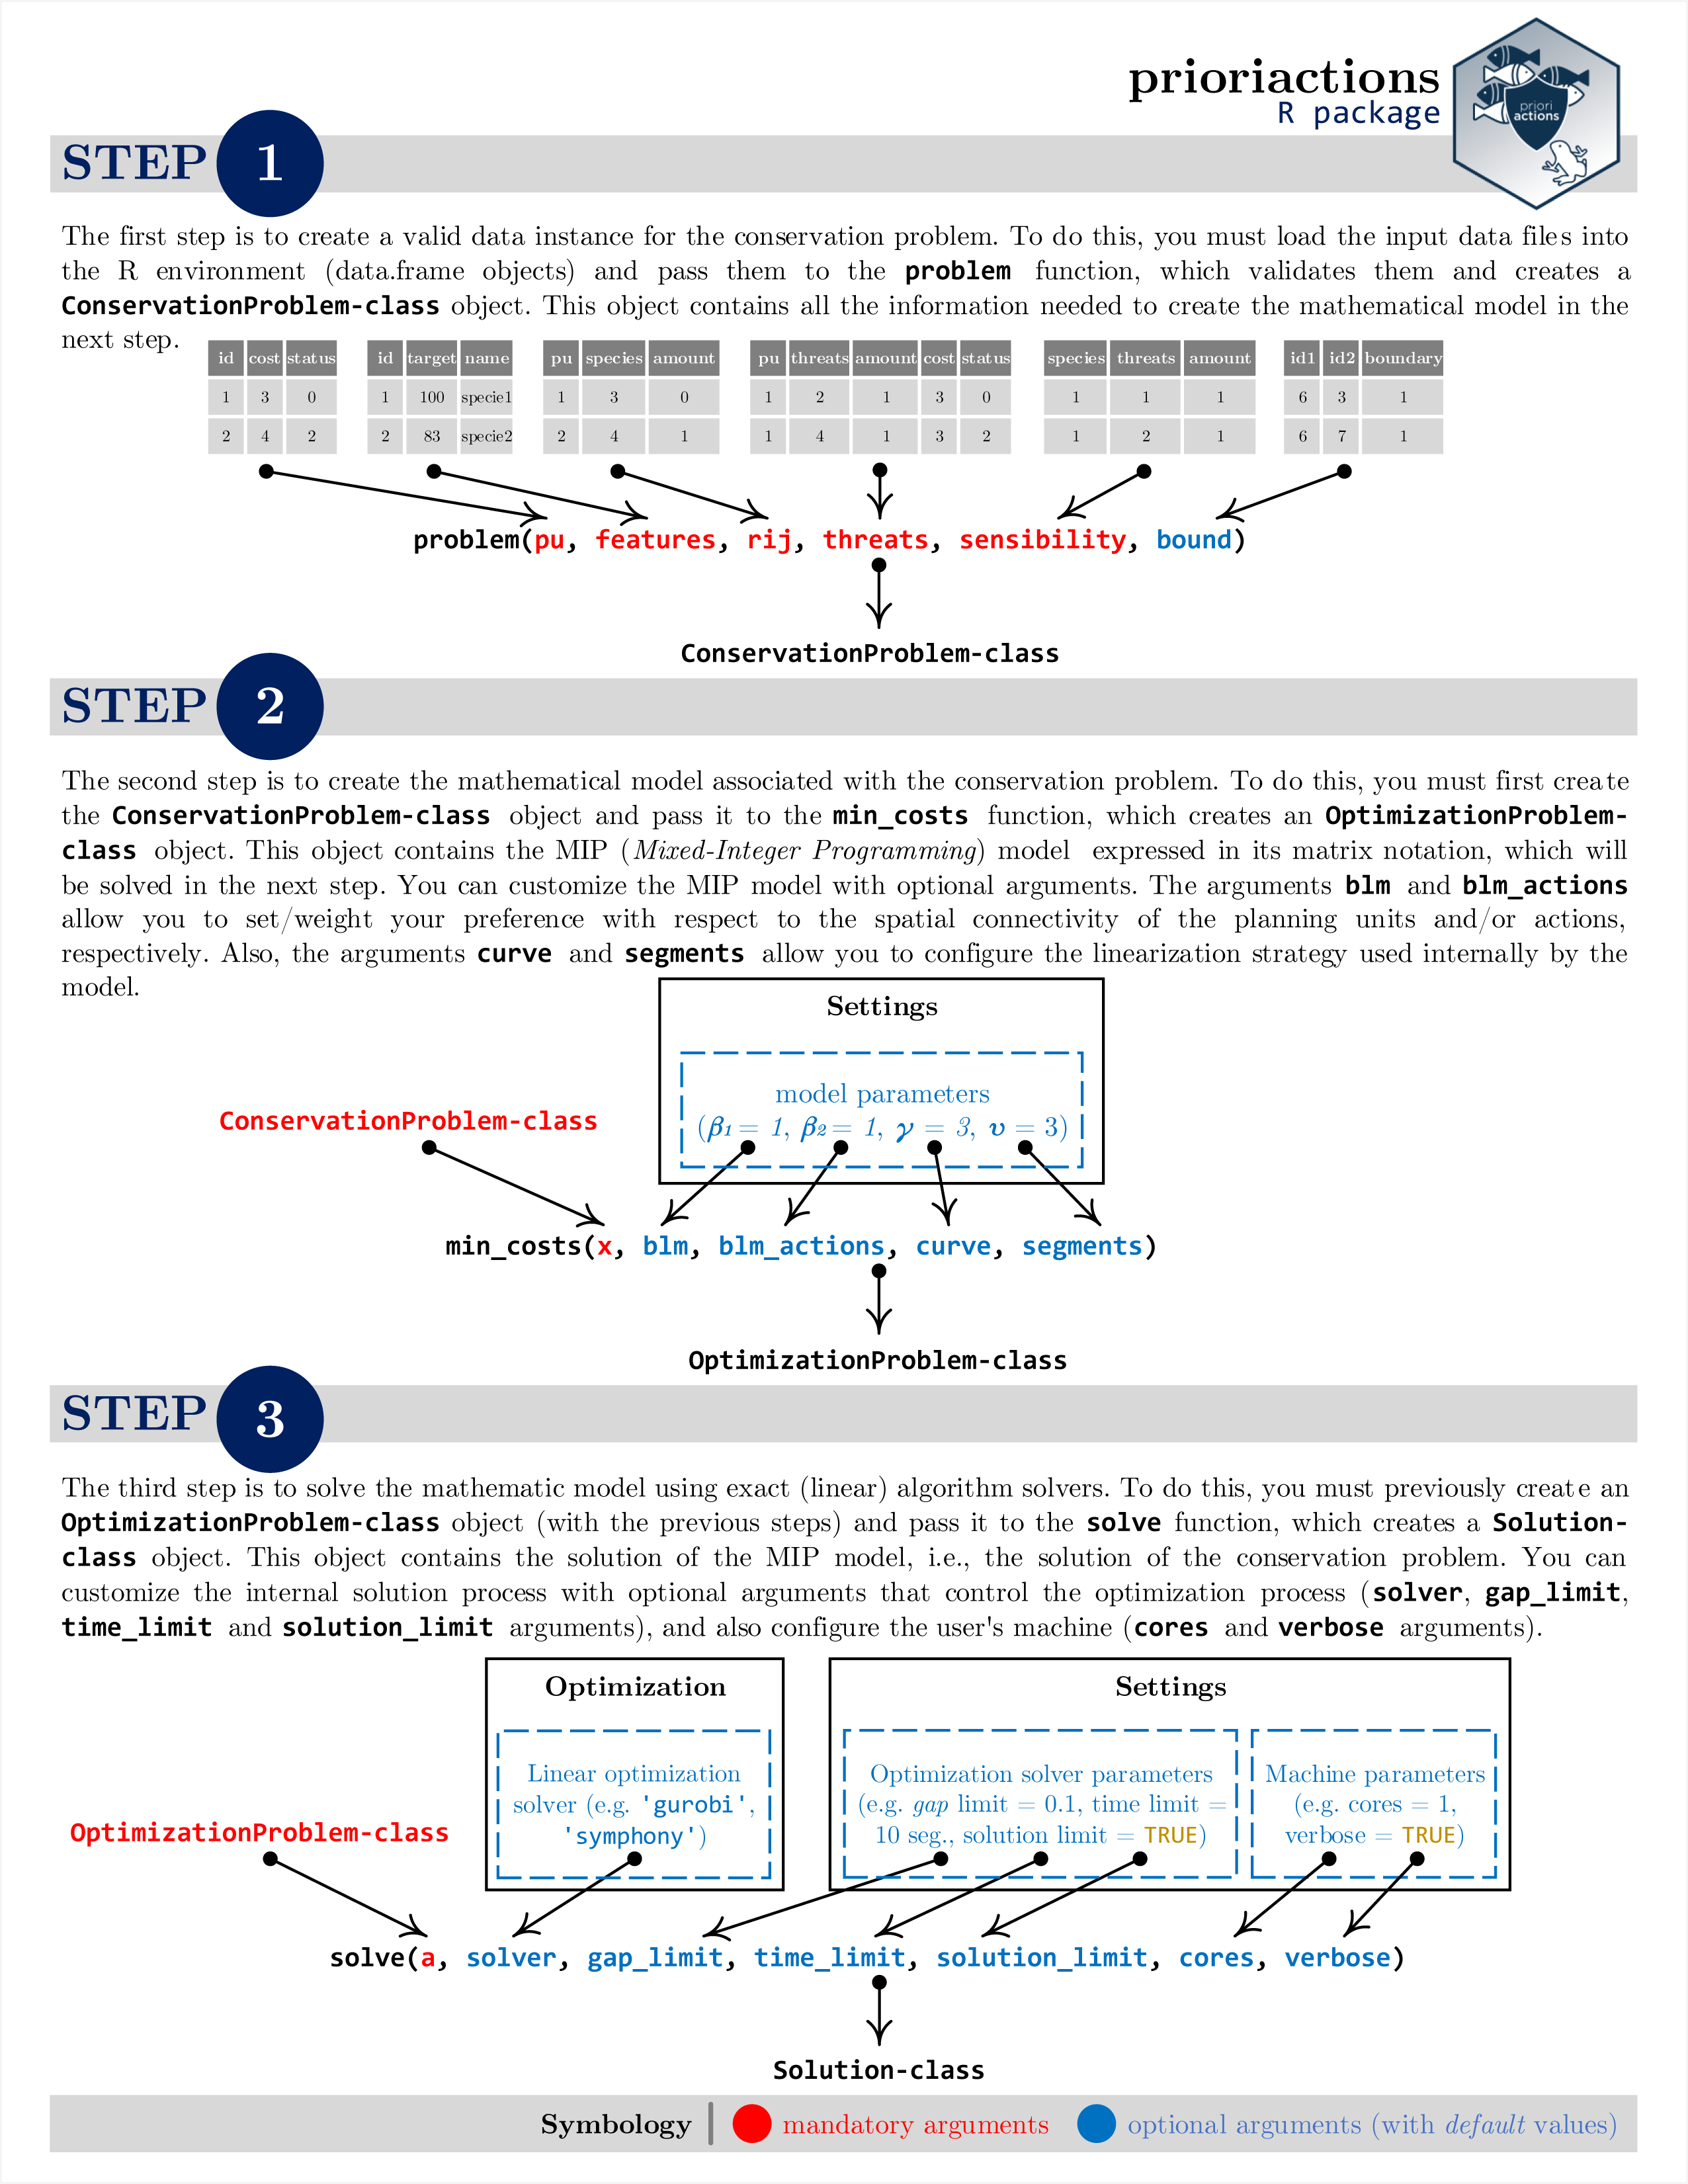 prioriactions
R package
priori
actions
STEP 1
The first step is to create a valid data instance for the conservation problem. To do this, you must load the input data files into
the R environment (data.frame objects) and pass them to the problem function, which validates them and creates a
ConservationProblem-class object. This object contains all the information needed to create the mathematical model in the
next step.
id cost status id target name pu species amount pu threats amount cost status species threats amount id1 id2 boundary
1 3 0 1 100 specie1 1 3 0 1 2 1 3 0 1 1 1 6 3 1
2 4 2 2 83 specie2 2 4 1 1 4 1 3 2 1 2 1 6 7 1
problem(pu, features, rij, threats, sensibility, bound)
ConservationProblem-class
STEP 2
The second step is to create the mathematical model associated with the conservation problem. To do this, you must first create
the ConservationProblem-class object and pass it to the min_costs function, which creates an OptimizationProblem-
class object. This object contains the MIP (Mixed-Integer Programming) model expressed in its matrix notation, which will
be solved in the next step. You can customize the MIP model with optional arguments. The arguments blm and blm_actions
allow you to set/weight your preference with respect to the spatial connectivity of the planning units and/or actions,
respectively. Also, the arguments curve and segments allow you to configure the linearization strategy used internally by the
model.
Settings
model parameters
(β1 = 1, β2 = 1, γ = 3, υ = 3)
ConservationProblem-class
min_costs(x, blm, blm_actions, curve, segments)
OptimizationProblem-class
STEP 3
The third step is to solve the mathematic model using exact (linear) algorithm solvers. To do this, you must previously create an
OptimizationProblem-class object (with the previous steps) and pass it to the solve function, which creates a Solution-
class object. This object contains the solution of the MIP model, i.e., the solution of the conservation problem. You can
customize the internal solution process with optional arguments that control the optimization process (solver, gap_limit,
time_limit and solution_limit arguments), and also configure the user's machine (cores and verbose arguments).
Optimization
Linear optimization
solver (e.g. 'gurobi',
'symphony')
Settings
Optimization solver parameters
(e.g. gap limit = 0.1, time limit =
10 seg., solution limit = TRUE)
Machine parameters
(e.g. cores = 1,
verbose = TRUE)
OptimizationProblem-class
solve(a, solver, gap_limit, time_limit, solution_limit, cores, verbose)
Solution-class
Symbology mandatory arguments optional arguments (with default values)